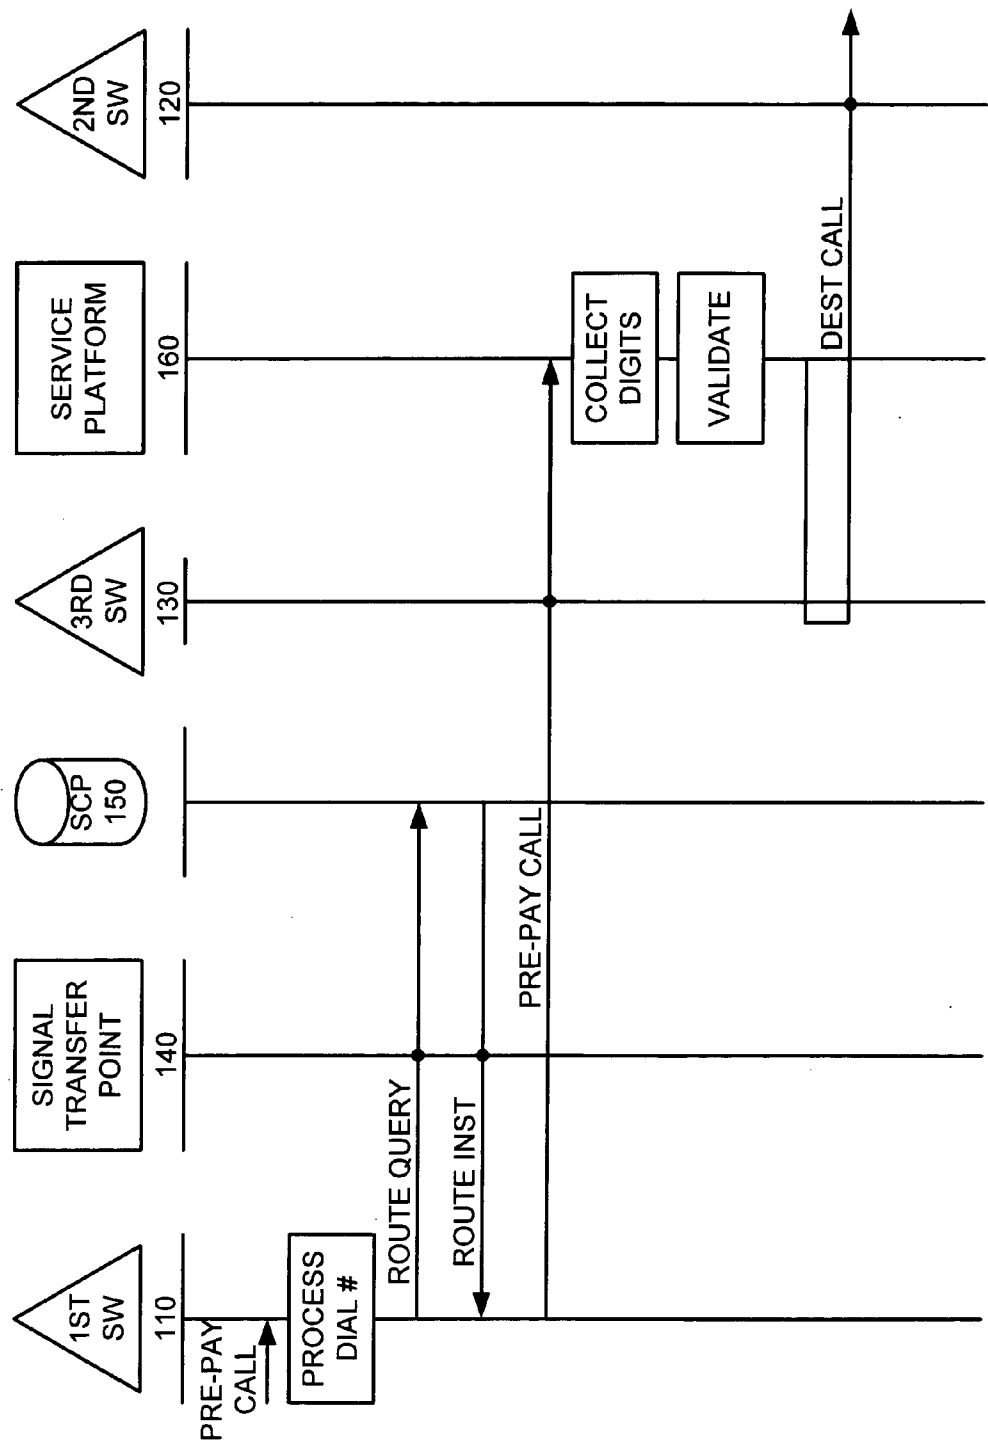 1ST
SW
110
SIGNAL
TRANSFER
POINT
140
SCP
150
3RD
SW
130
SERVICE
PLATFORM
160
2ND
SW
120
PRE-PAY
CALL
PROCESS
DIAL #
ROUTE QUERY
ROUTE INST
PRE-PAY CALL
COLLECT
DIGITS
VALIDATE
DEST CALL